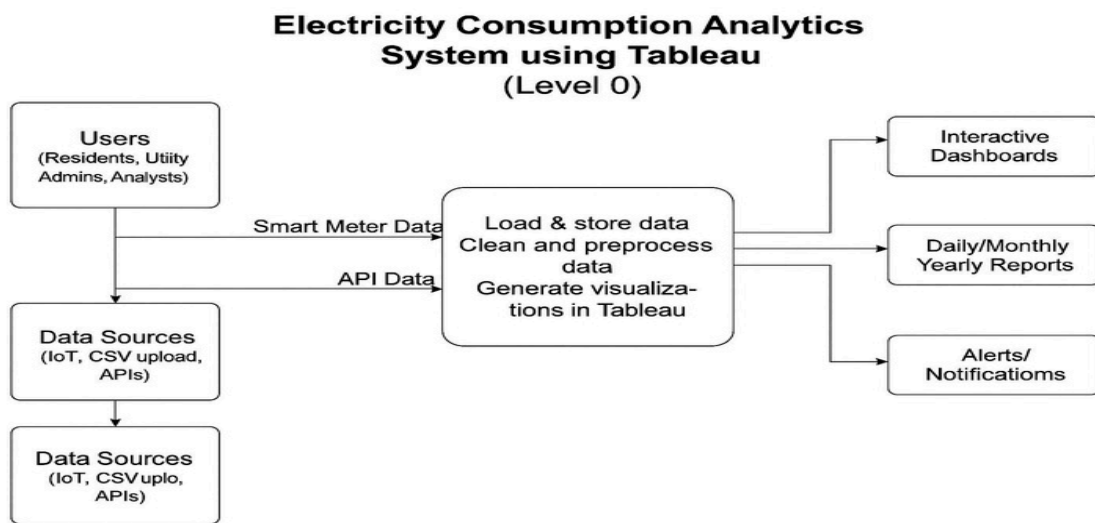 Electricity Consumption Analytics
System using Tableau
(Level 0)
Users
(Residents, Utiity
Admins, Analysts)
Smart Meter Data
API Data
Data Sources
(IoT, CSV upload,
APIs)
Data Sources
(IoT, CSV uplo,
APIs)
Load & store data
Clean and preprocess
data
Generate visualiza-
tions in Tableau
Interactive
Dashboards
Daily/Monthly
Yearly Reports
Alerts/
Notificatioms